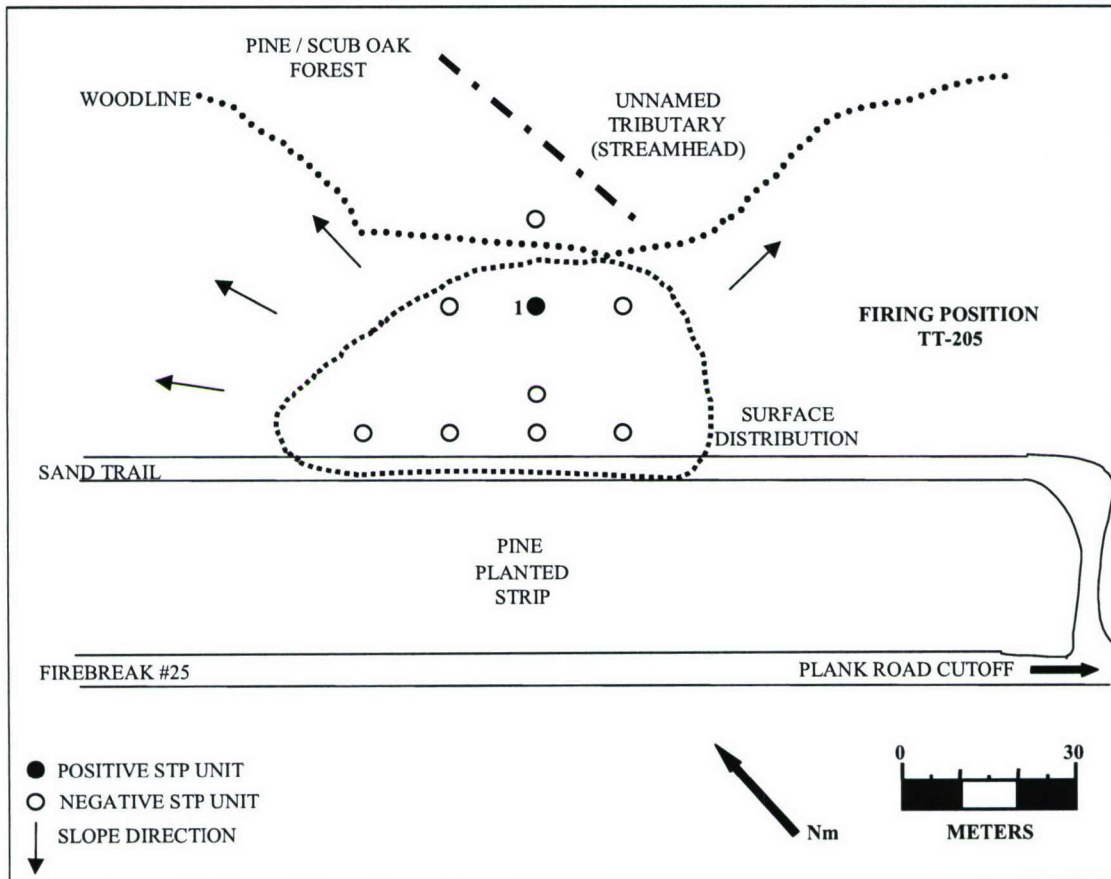 PINE / SCUB OAK
FOREST
WOODLINE
UNNAMED
TRIBUTARY
(STREAMHEAD)
1
FIRING POSITION
TT-205
SURFACE
DISTRIBUTION
SAND TRAIL
PINE
PLANTED
STRIP
FIREBREAK #25
PLANK ROAD CUTOFF
POSITIVE STP UNIT
NEGATIVE STP UNIT
SLOPE DIRECTION
Nm
0 30
METERS